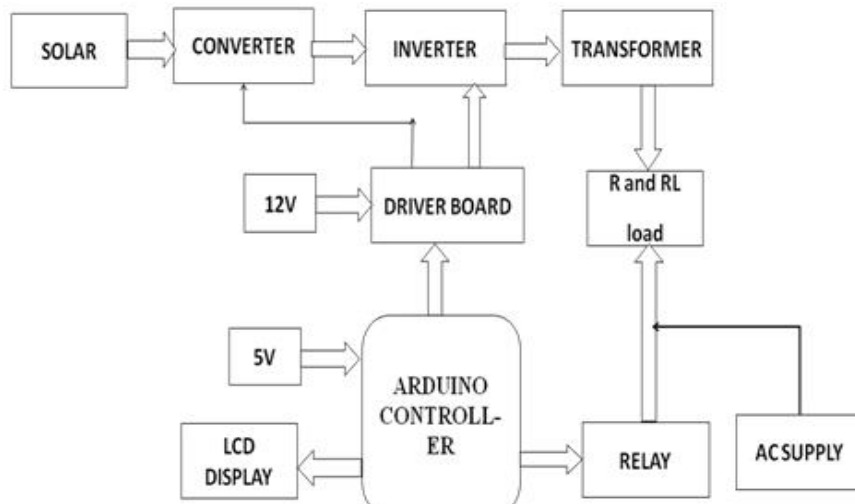 SOLAR
CONVERTER
INVERTER
TRANSFORMER
12V
DRIVER BOARD
R and RL
load
5V
ARDUINO
CONTROLL-
ER
LCD
DISPLAY
RELAY
AC SUPPLY